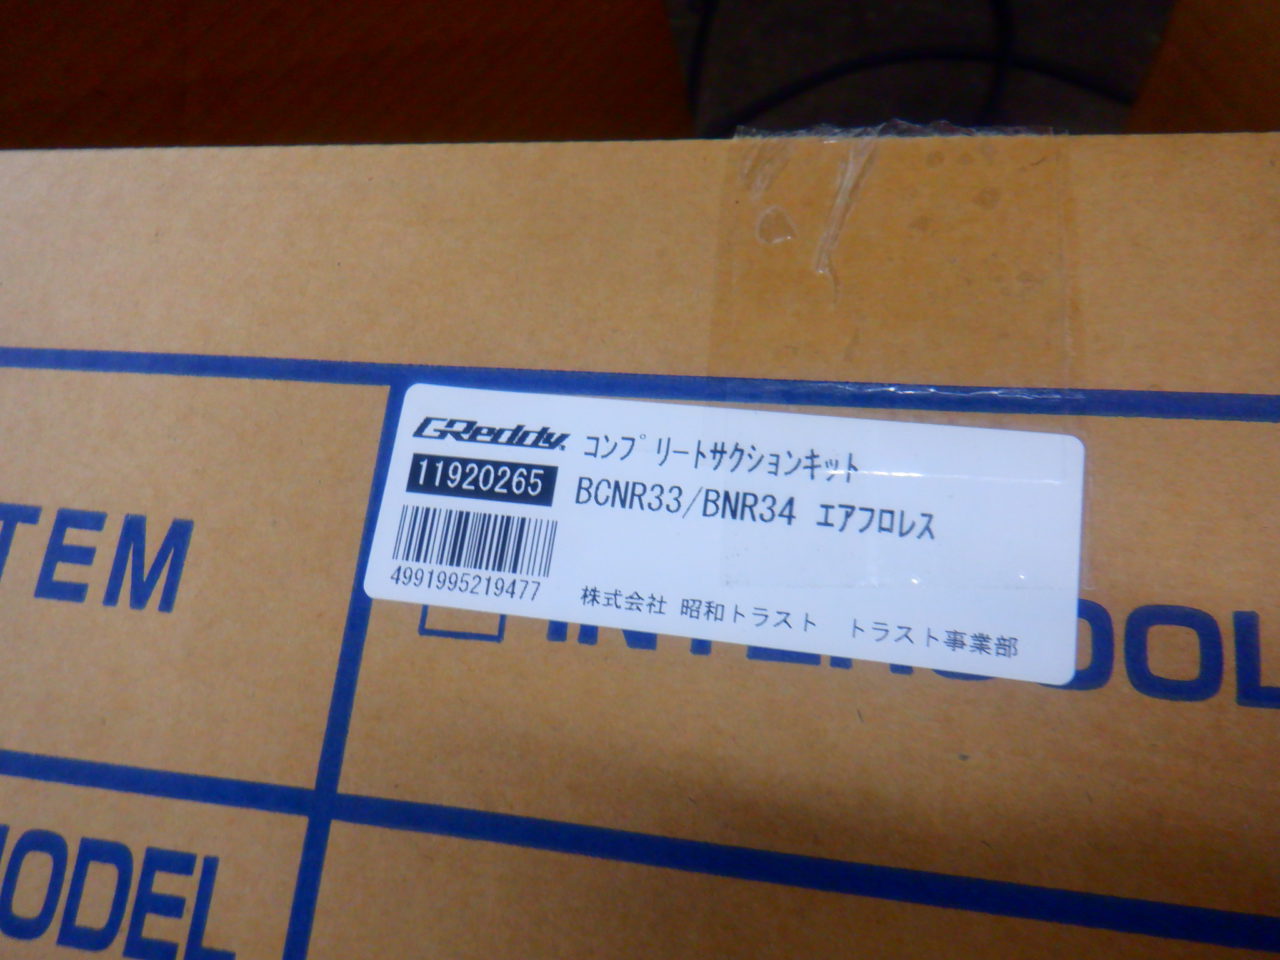 GReddy. コンプリートサクションキット
11920265 BCNR33/BNR34 エアフロレス
4991995219477
株式会社 昭和トラスト トラスト事業部
TEM
ODEL